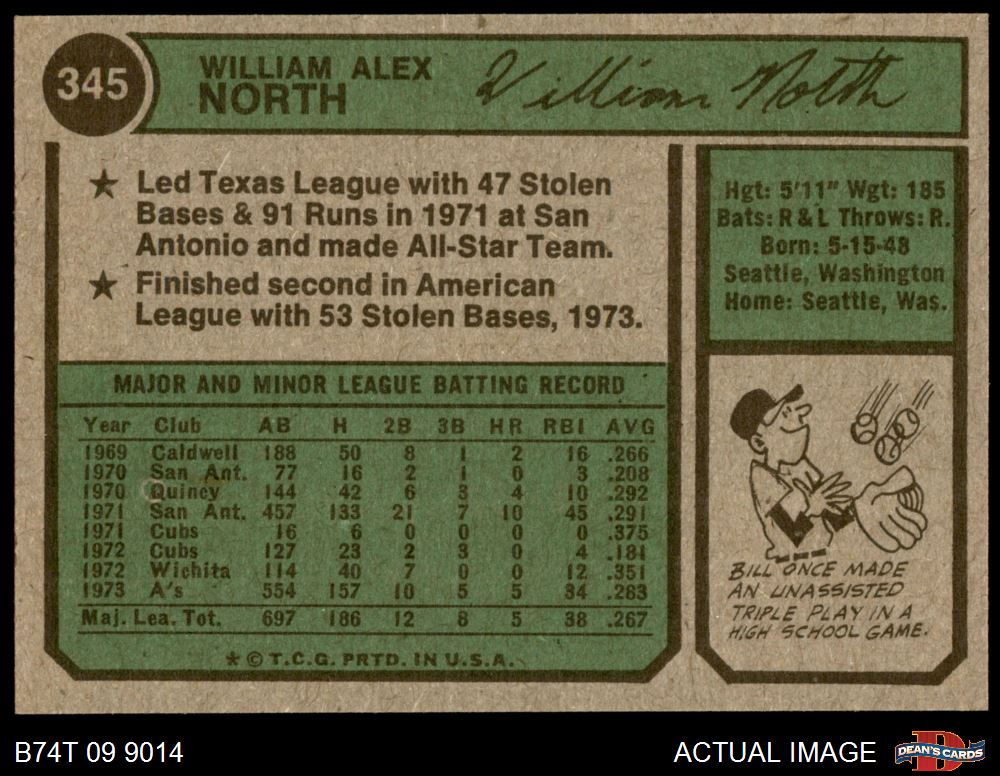 345
WILLIAM ALEX
NORTH
William North
★ Led Texas League with 47 Stolen
Bases & 91 Runs in 1971 at San
Antonio and made All-Star Team.
★ Finished second in American
League with 53 Stolen Bases, 1973.
Hgt: 5'11" Wgt: 185
Bats: R & L Throws: R.
Born: 5-15-48
Seattle, Washington
Home: Seattle, Was.
MAJOR AND MINOR LEAGUE BATTING RECORD
Year Club AB H 2B 3B HR RBI AVG
1969 Caldwell 188 50 8 1 2 16 .266
1970 San Ant. 77 16 2 1 0 3 .208
1970 Quincy 144 42 6 3 4 10 .292
1971 San Ant. 457 133 21 7 10 45 .291
1971 Cubs 16 6 0 0 0 0 .375
1972 Cubs 127 23 2 3 0 4 .181
1972 Wichita 114 40 7 0 0 12 .351
1973 A's 554 157 10 5 5 34 .283
Maj. Lea. Tot. 697 186 12 8 5 38 .267
★ © T.C.G. PRTD. IN U.S.A.
BILL ONCE MADE
AN UNASSISTED
TRIPLE PLAY IN A
HIGH SCHOOL GAME.
B74T 09 9014
ACTUAL IMAGE
DEAN'S CARDS